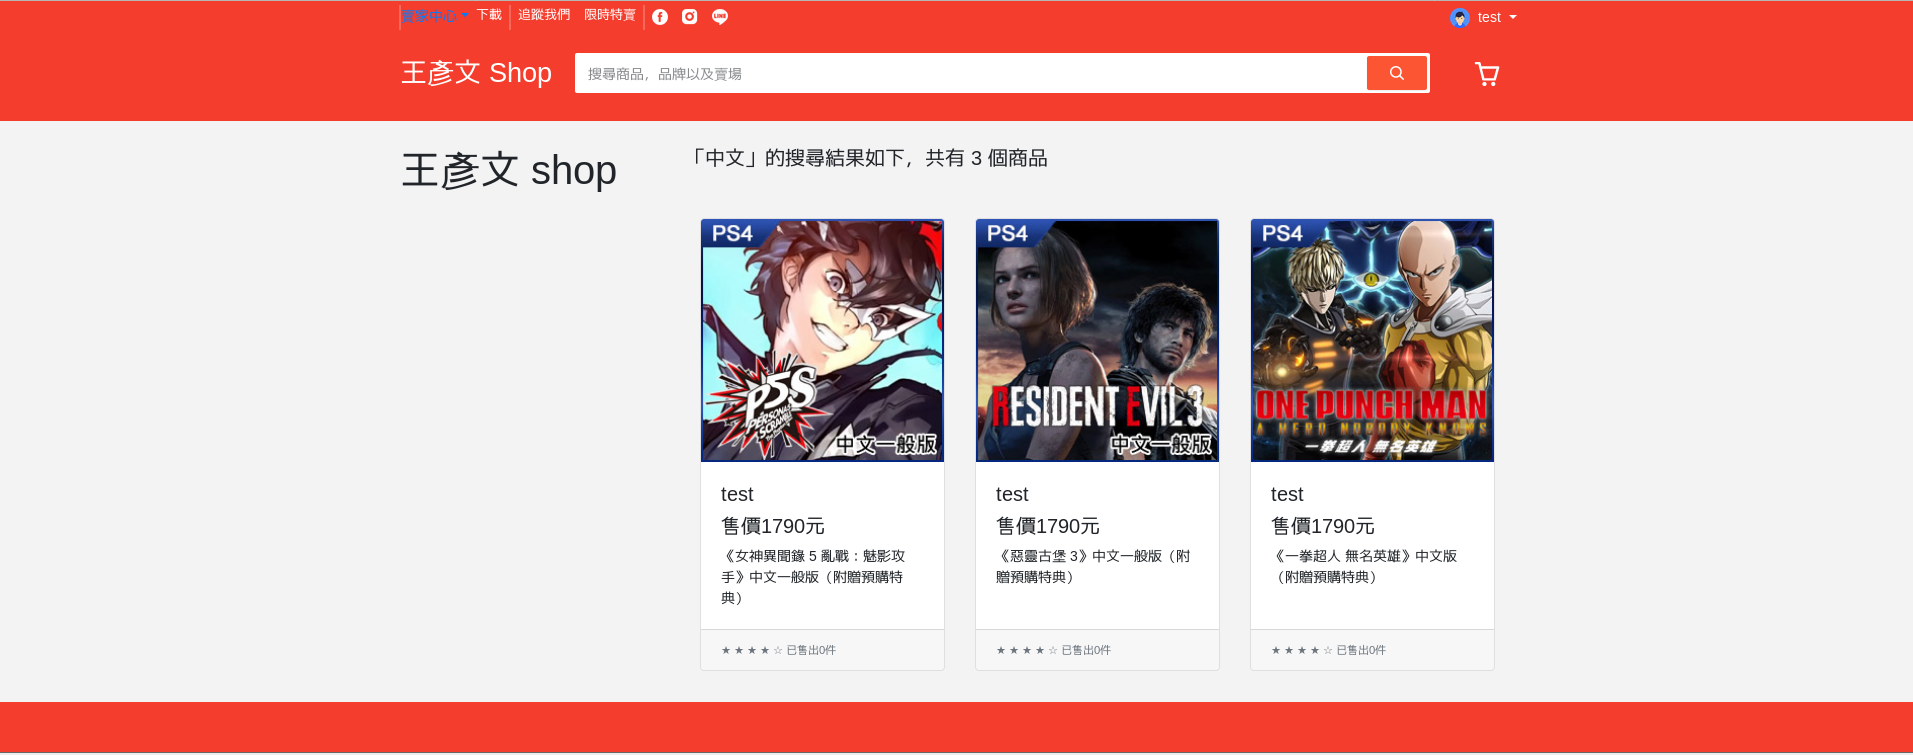 賣家中心 下載 追蹤我們 限時特賣 test
王彥文 Shop 搜尋商品，品牌以及賣場
王彥文 shop
「中文」的搜尋結果如下，共有 3 個商品
PS4
P5S
PERSONA5
SCRAMBLE
中文一般版
test
售價1790元
《女神異聞錄 5 亂戰：魅影攻
手》中文一般版（附贈預購特
典）
★ ★ ★ ★ ☆ 已售出0件
PS4
RESIDENT EVIL 3
中文一般版
test
售價1790元
《惡靈古堡 3》中文一般版（附
贈預購特典）
★ ★ ★ ★ ☆ 已售出0件
PS4
ONE PUNCH MAN
A HERO NOBODY KNOWS
一拳超人 無名英雄
test
售價1790元
《一拳超人 無名英雄》中文版
（附贈預購特典）
★ ★ ★ ★ ☆ 已售出0件